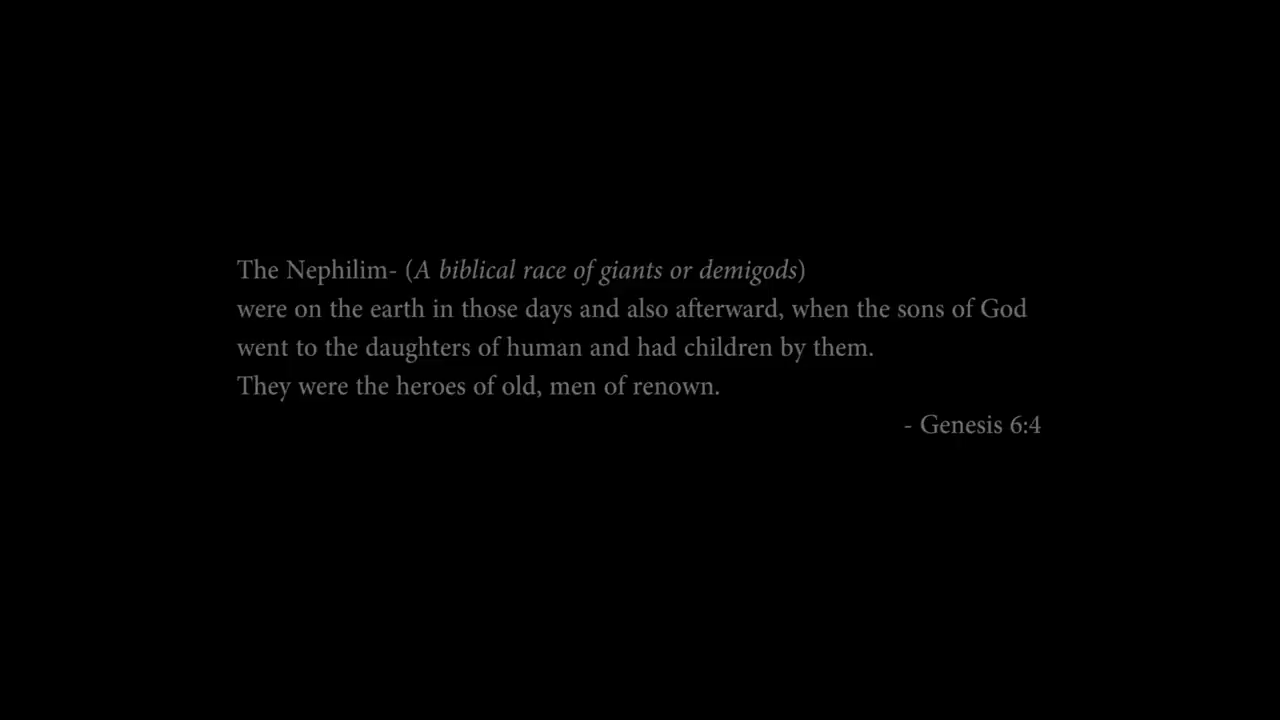 The Nephilim- (A biblical race of giants or demigods)
were on the earth in those days and also afterward, when the sons of God
went to the daughters of human and had children by them.
They were the heroes of old, men of renown.
- Genesis 6:4